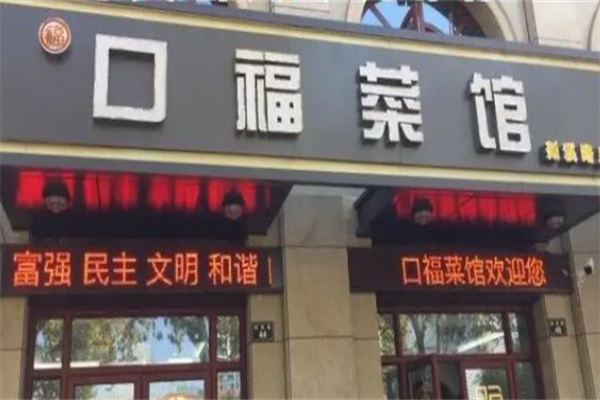 福
口福菜馆
富强 民主 文明 和谐
口福菜馆欢迎您